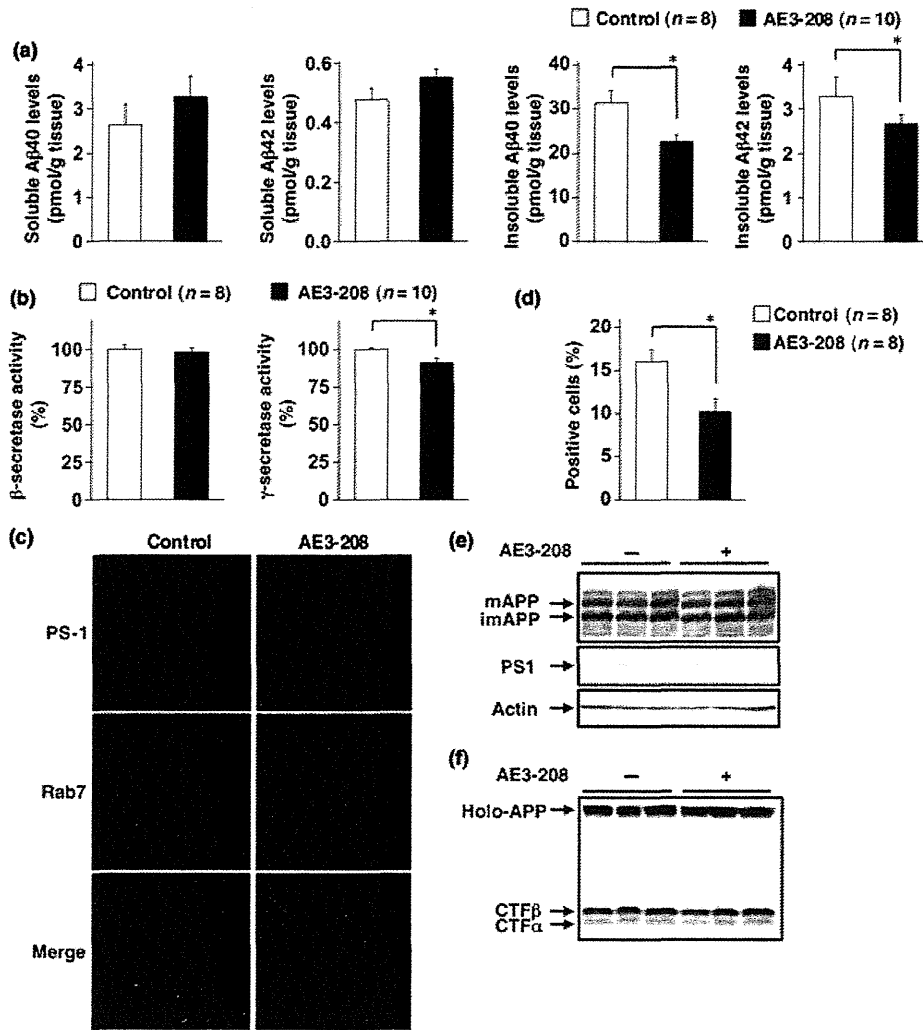 Control (n = 8) AE3-208 (n = 10)
(a)
Soluble Aβ40 levels
(pmol/g tissue)
4
3
2
1
0
Soluble Aβ42 levels
(pmol/g tissue)
0.6
0.4
0.2
0.0
Insoluble Aβ40 levels
(pmol/g tissue)
40
30
20
10
0
*
Insoluble Aβ42 levels
(pmol/g tissue)
4
3
2
1
0
*
(b)
Control (n = 8) AE3-208 (n = 10)
β-secretase activity
(%)
100
75
50
25
0
γ-secretase activity
(%)
100
75
50
25
0
*
(d)
Control (n = 8)
AE3-208 (n = 8)
Positive cells (%)
20
15
10
5
0
*
(c)
Control AE3-208
PS-1
Rab7
Merge
(e)
AE3-208 – +
mAPP
imAPP
PS1
Actin
(f)
AE3-208 – +
Holo-APP
CTFβ
CTFα